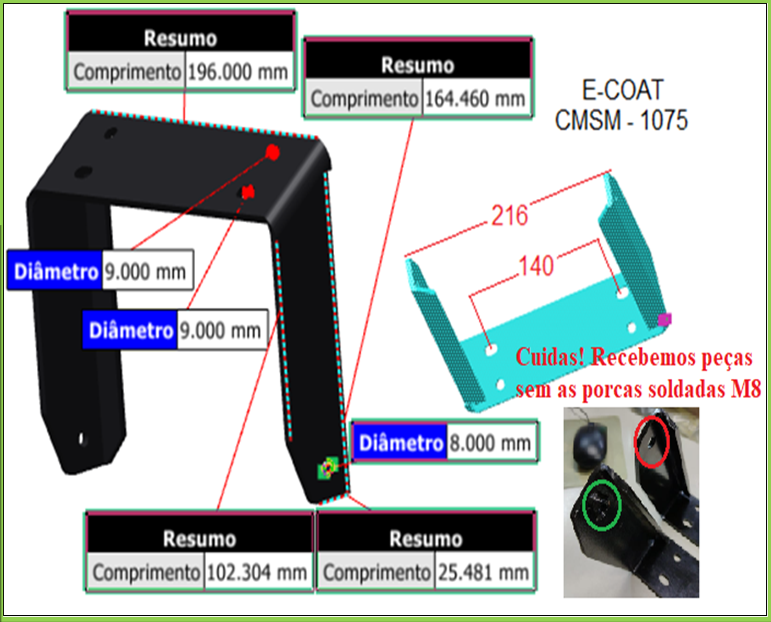 Resumo
Comprimento 196.000 mm
Resumo
Comprimento 164.460 mm
E-COAT
CMSM - 1075
216
140
Diâmetro 9.000 mm
Diâmetro 9.000 mm
Cuidas! Recebemos peças
sem as porcas soldadas M8
Diâmetro 8.000 mm
Resumo
Comprimento 102.304 mm
Resumo
Comprimento 25.481 mm